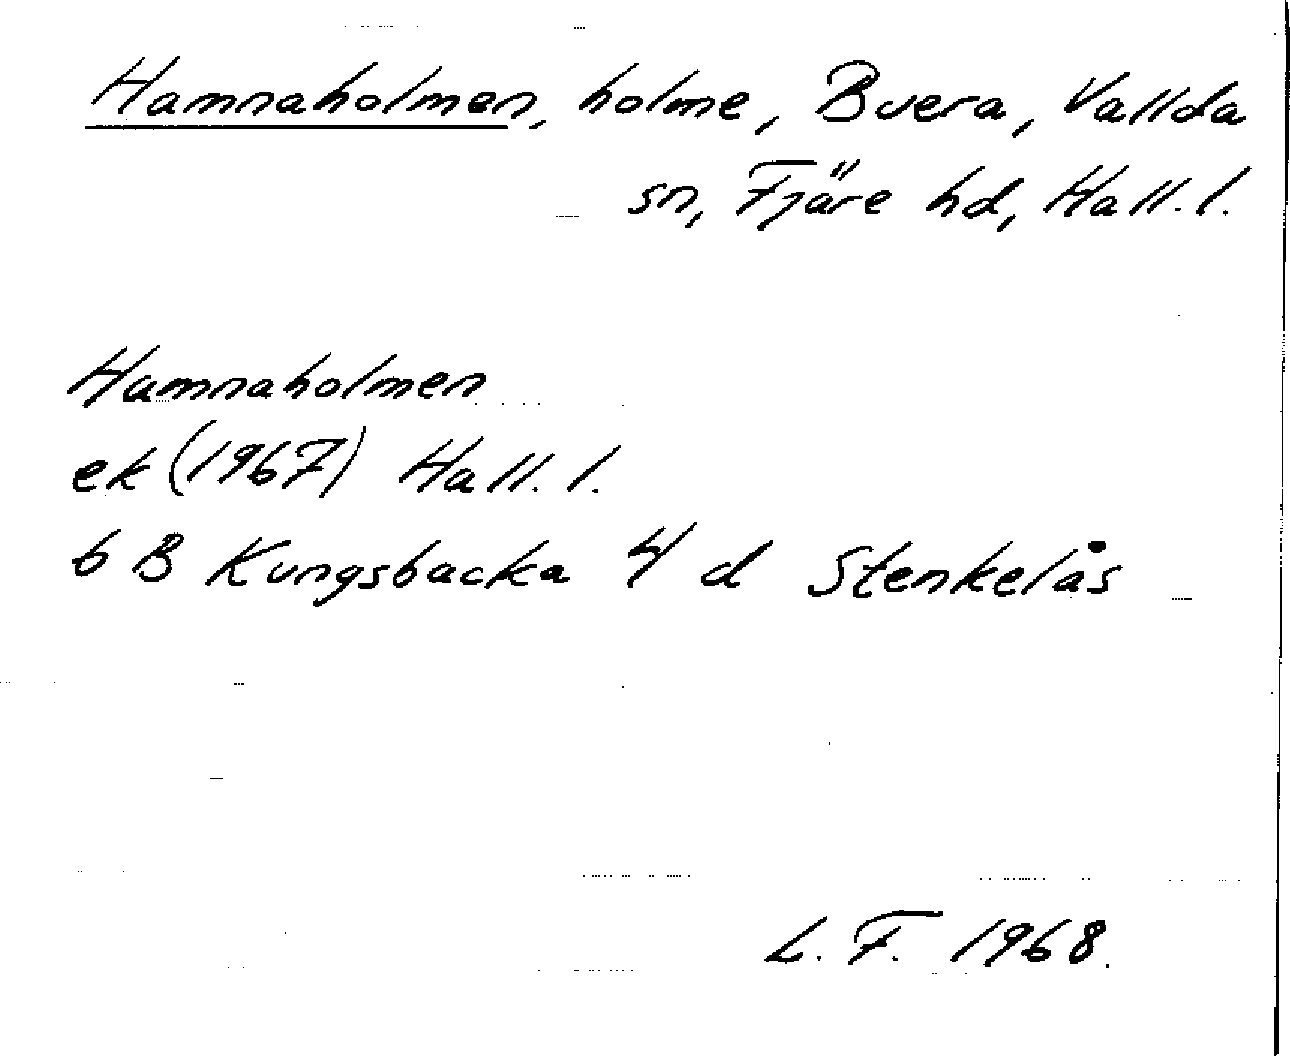 Hamnaholmen, holme, Buera, Vallda
sn, Fjäre hd, Hall. l.
Hamnaholmen
ek (1967) Hall. l.
6 B Kungsbacka 4 d Stenkelås
L. F. 1968.